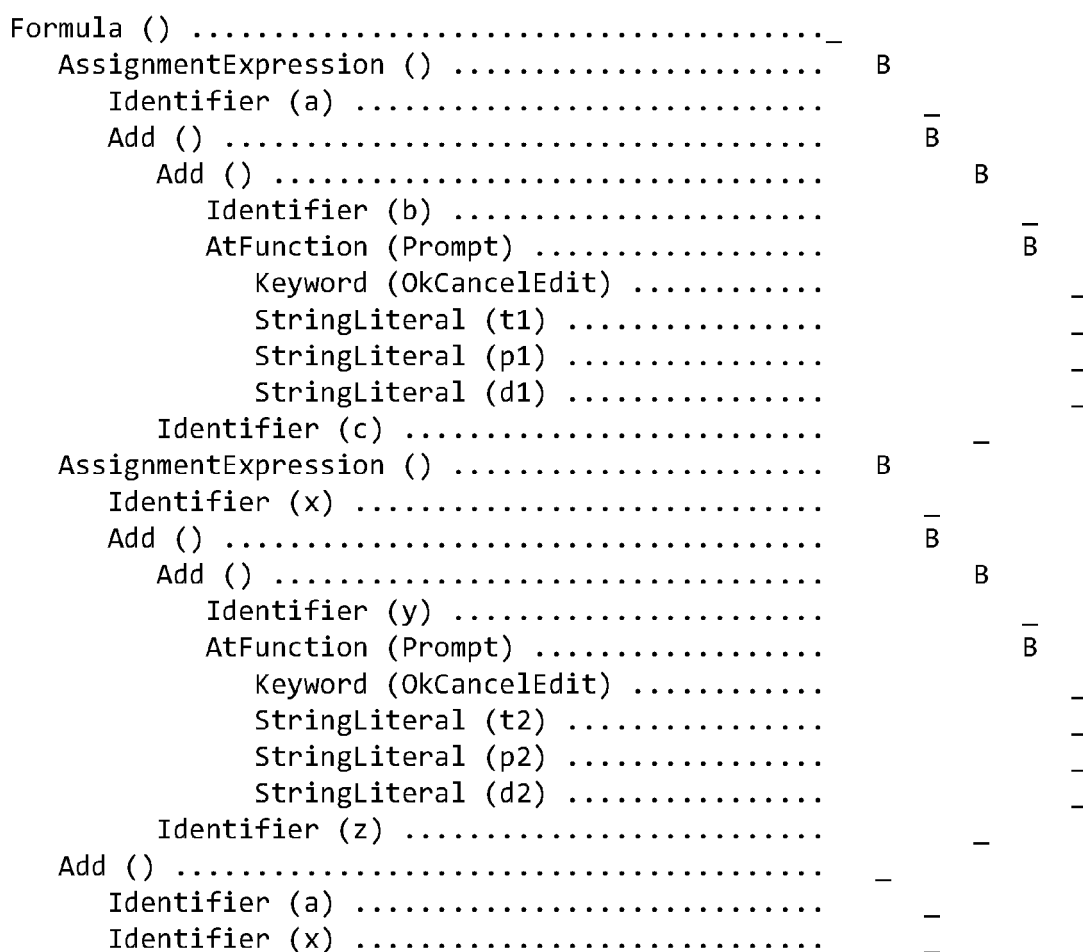 Formula () ......................................._
   AssignmentExpression () .......................   B
      Identifier (a) .............................      _
      Add () .....................................      B
         Add () ..................................         B
            Identifier (b) .......................            _
            AtFunction (Prompt) ..................            B
               Keyword (OkCancelEdit) ............               _
               StringLiteral (t1) ................               _
               StringLiteral (p1) ................               _
               StringLiteral (d1) ................               _
         Identifier (c) ..........................         _
   AssignmentExpression () .......................   B
      Identifier (x) .............................      _
      Add () .....................................      B
         Add () ..................................         B
            Identifier (y) .......................            _
            AtFunction (Prompt) ..................            B
               Keyword (OkCancelEdit) ............               _
               StringLiteral (t2) ................               _
               StringLiteral (p2) ................               _
               StringLiteral (d2) ................               _
         Identifier (z) ..........................         _
   Add () ........................................   _
      Identifier (a) .............................      _
      Identifier (x) .............................      _